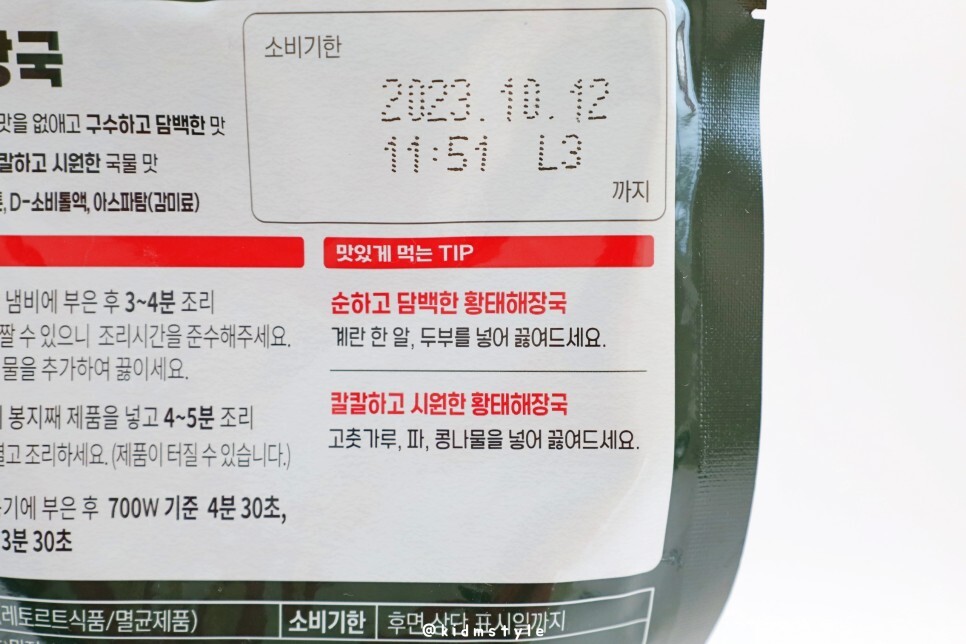 장국
소비기한
2023.10.12
11:51 L3
까지
맛을 없애고 구수하고 담백한 맛
칼하고 시원한 국물 맛
D-소비톨액, 아스파탐(감미료)
맛있게 먹는 TIP
냄비에 부은 후 3~4분 조리
짤 수 있으니 조리시간을 준수해주세요.
물을 추가하여 끓이세요.
봉지째 제품을 넣고 4~5분 조리
고 조리하세요. (제품이 터질 수 있습니다.)
기에 부은 후 700W 기준 4분 30초,
3분 30초
순하고 담백한 황태해장국
계란 한 알, 두부를 넣어 끓여드세요.
칼칼하고 시원한 황태해장국
고춧가루, 파, 콩나물을 넣어 끓여드세요.
레토르트식품/멸균제품) 소비기한 후면 상단 표시일까지
@kidmstyle